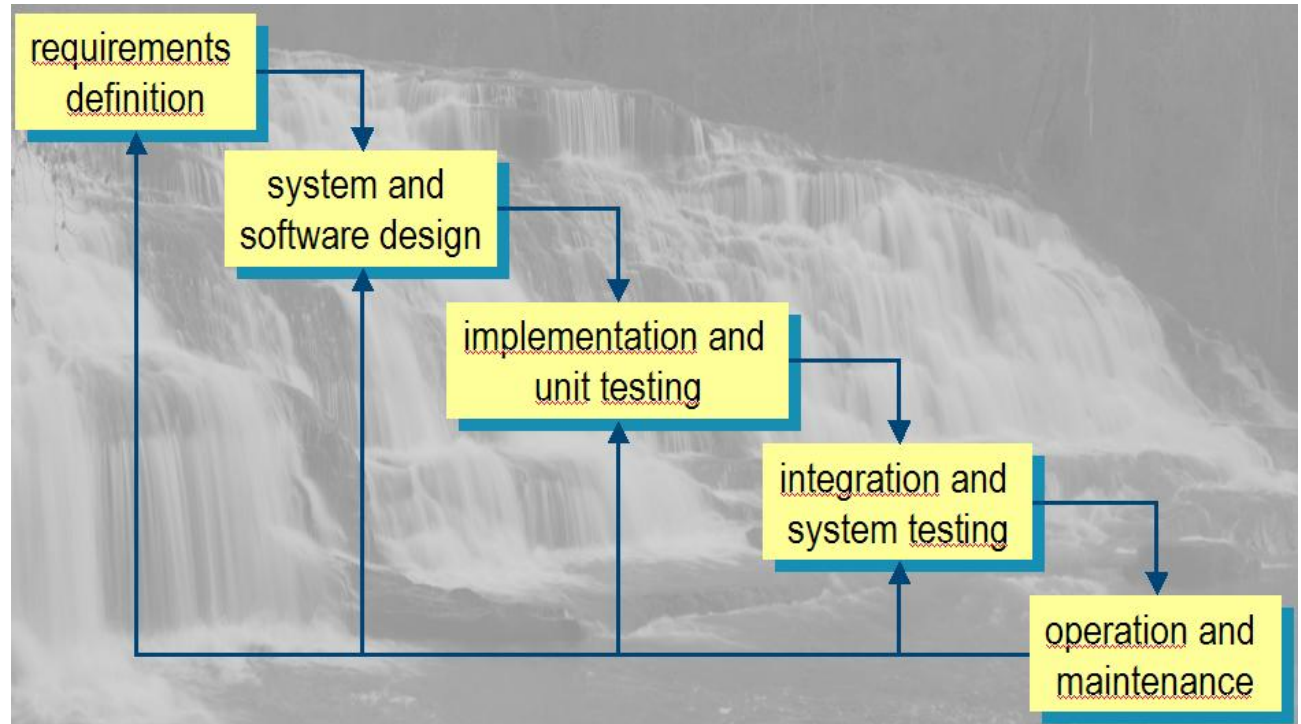 requirements
definition
system and
software design
implementation and
unit testing
integration and
system testing
operation and
maintenance